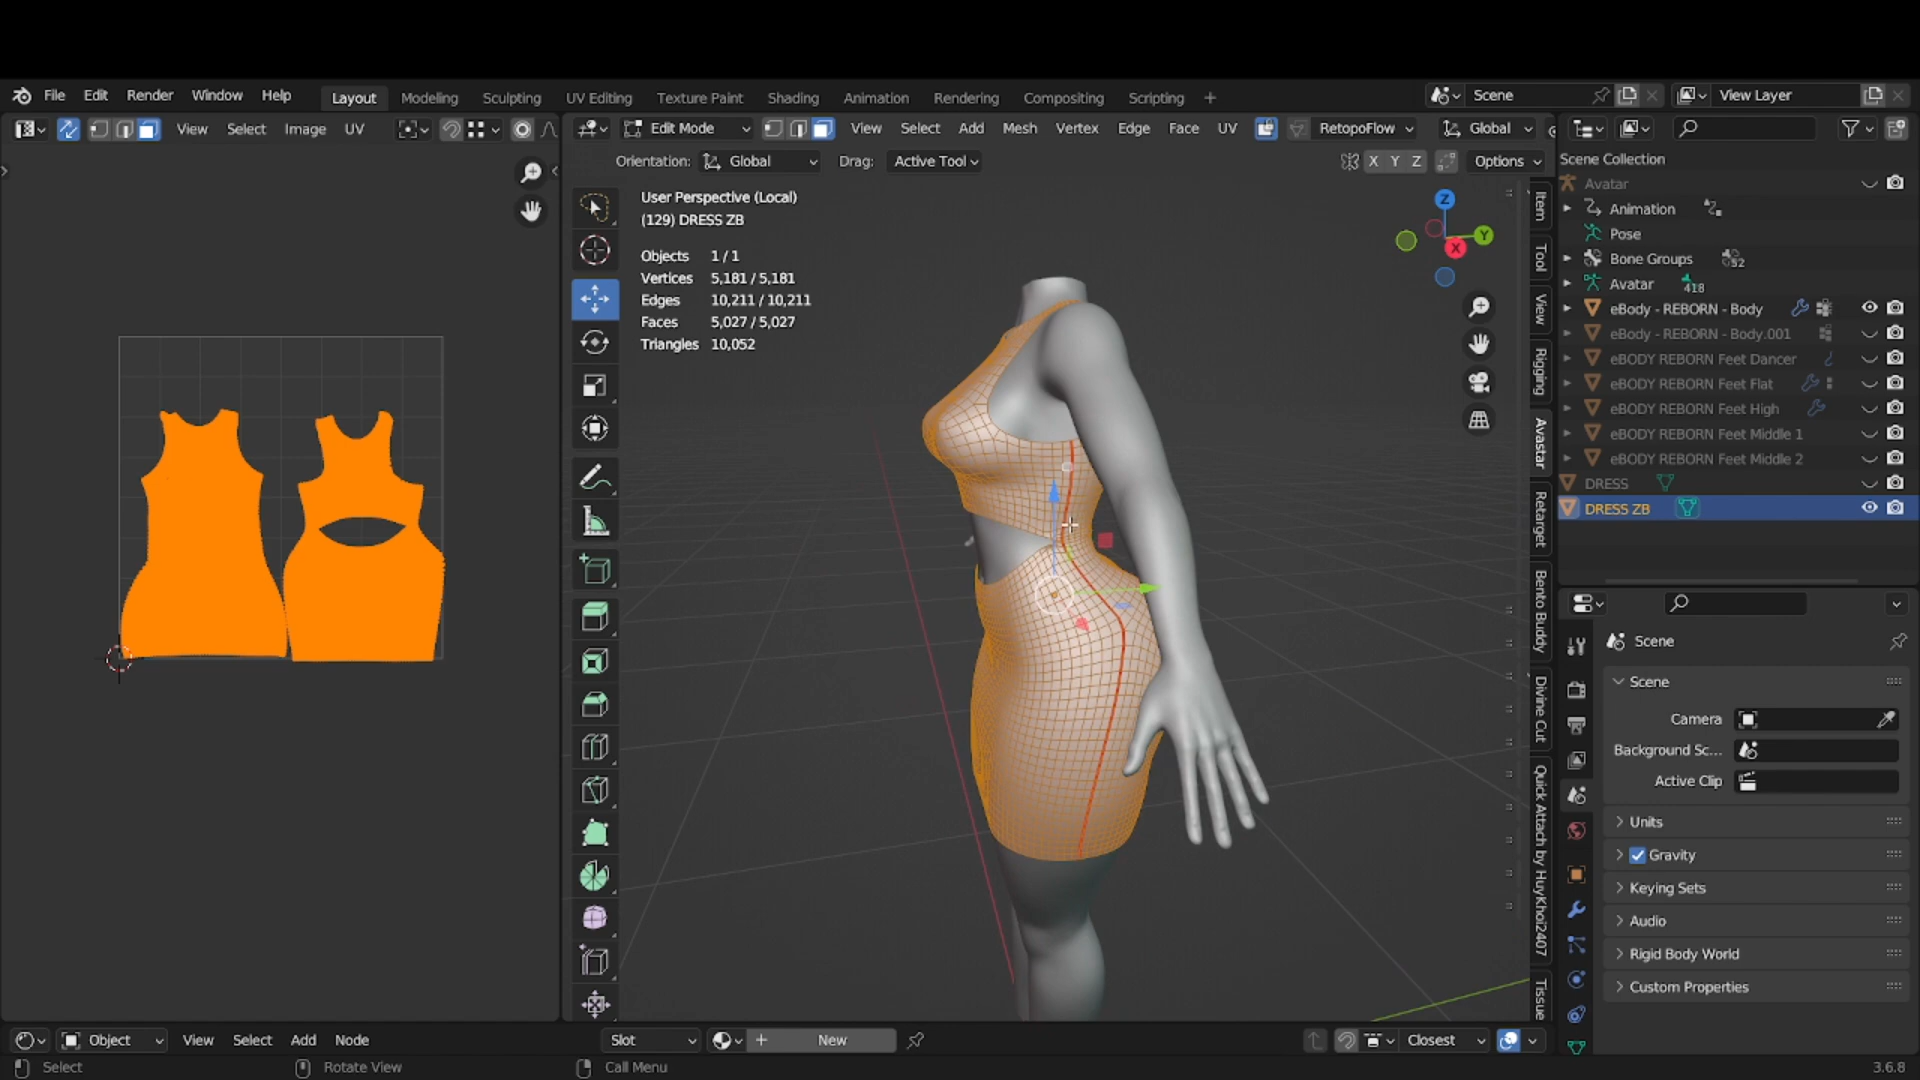 File Edit Render Window Help Layout Modeling Sculpting UV Editing Texture Paint Shading Animation Rendering Compositing Scripting + Scene View Layer
View Select Image UV Edit Mode View Select Add Mesh Vertex Edge Face UV RetopoFlow Global
Orientation: Global Drag: Active Tool X Y Z Options
Scene Collection
Avatar
Animation
Pose
Bone Groups 52
Avatar 418
eBody - REBORN - Body
eBody - REBORN - Body.001
eBODY REBORN Feet Dancer
eBODY REBORN Feet Flat
eBODY REBORN Feet High
eBODY REBORN Feet Middle 1
eBODY REBORN Feet Middle 2
DRESS
DRESS ZB
User Perspective (Local)
(129) DRESS ZB
Objects 1 / 1
Vertices 5,181 / 5,181
Edges 10,211 / 10,211
Faces 5,027 / 5,027
Triangles 10,052
Z
Y
X
Item
Tool
View
Rigging
Avastar
Retarget
Bento Buddy
Divine Cut
Quick Attach by HuyKhoi2407
Tissue
Scene
Scene
Camera
Background Sc...
Active Clip
Units
Gravity
Keying Sets
Audio
Rigid Body World
Custom Properties
Object View Select Add Node Slot + New Closest
Select Rotate View Call Menu 3.6.8